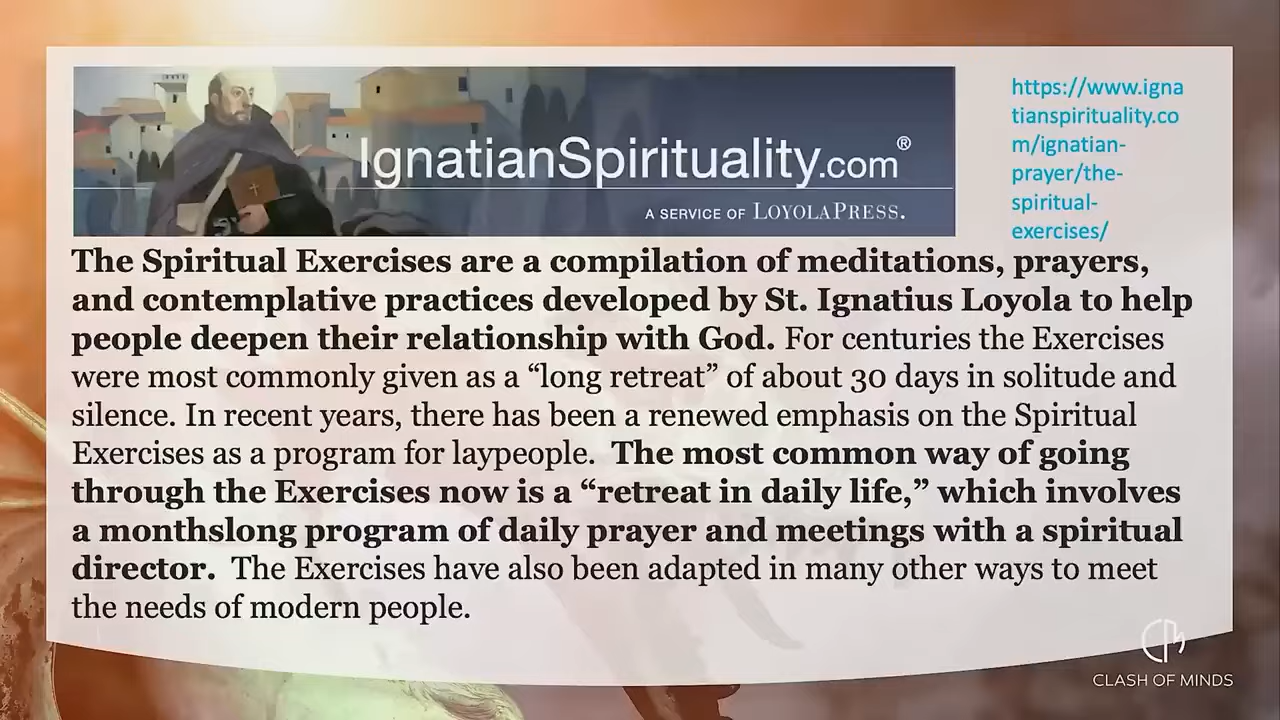 IgnatianSpirituality.com®
A SERVICE OF LOYOLAPRESS.
https://www.igna
tianspirituality.co
m/ignatian-
prayer/the-
spiritual-
exercises/
The Spiritual Exercises are a compilation of meditations, prayers,
and contemplative practices developed by St. Ignatius Loyola to help
people deepen their relationship with God. For centuries the Exercises
were most commonly given as a “long retreat” of about 30 days in solitude and
silence. In recent years, there has been a renewed emphasis on the Spiritual
Exercises as a program for laypeople. The most common way of going
through the Exercises now is a “retreat in daily life,” which involves
a monthslong program of daily prayer and meetings with a spiritual
director. The Exercises have also been adapted in many other ways to meet
the needs of modern people.
CLASH OF MINDS